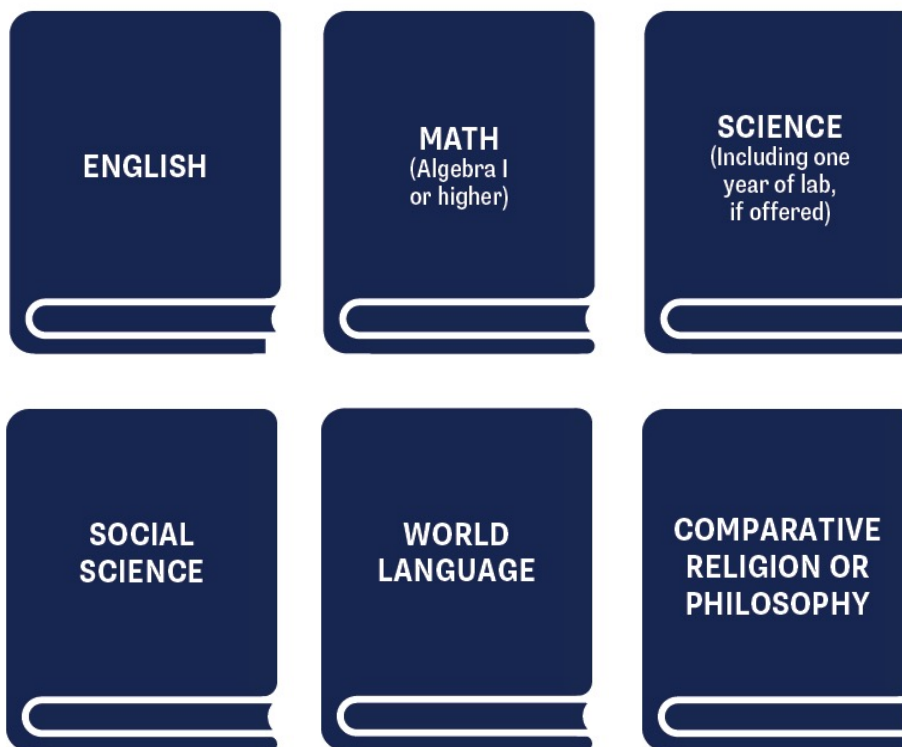 ENGLISH
MATH
(Algebra I
or higher)
SCIENCE
(Including one
year of lab,
if offered)
SOCIAL
SCIENCE
WORLD
LANGUAGE
COMPARATIVE
RELIGION OR
PHILOSOPHY